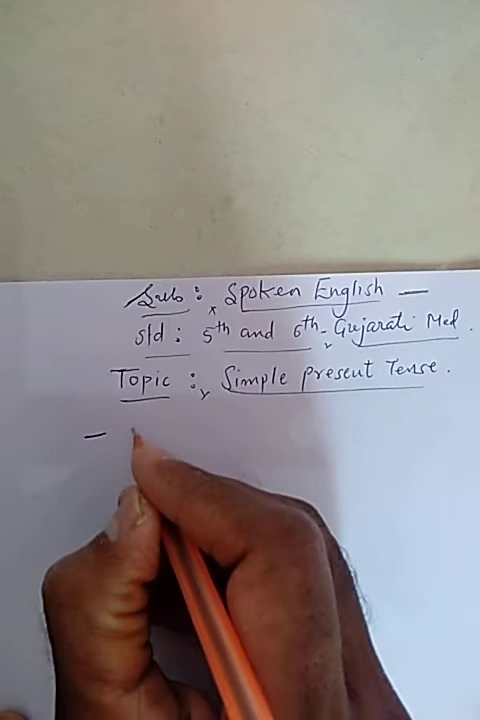 Sub : Spoken English —
std : 5th and 6th - Gujarati Med .
Topic : Simple present Tense .
—